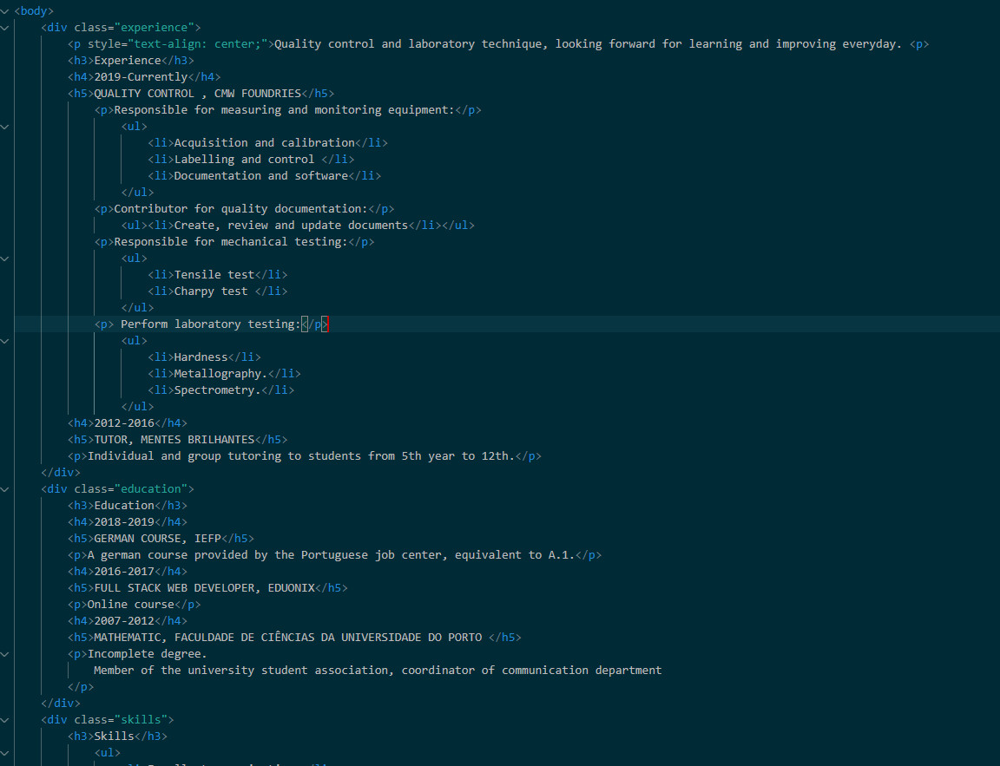 <body>
<div class="experience">
<p style="text-align: center;">Quality control and laboratory technique, looking forward for learning and improving everyday. <p>
<h3>Experience</h3>
<h4>2019-Currently</h4>
<h5>QUALITY CONTROL , CMW FOUNDRIES</h5>
<p>Responsible for measuring and monitoring equipment:</p>
<ul>
<li>Acquisition and calibration</li>
<li>Labelling and control </li>
<li>Documentation and software</li>
</ul>
<p>Contributor for quality documentation:</p>
<ul><li>Create, review and update documents</li></ul>
<p>Responsible for mechanical testing:</p>
<ul>
<li>Tensile test</li>
<li>Charpy test </li>
</ul>
<p> Perform laboratory testing:</p>
<ul>
<li>Hardness</li>
<li>Metallography.</li>
<li>Spectrometry.</li>
</ul>
<h4>2012-2016</h4>
<h5>TUTOR, MENTES BRILHANTES</h5>
<p>Individual and group tutoring to students from 5th year to 12th.</p>
</div>
<div class="education">
<h3>Education</h3>
<h4>2018-2019</h4>
<h5>GERMAN COURSE, IEFP</h5>
<p>A german course provided by the Portuguese job center, equivalent to A.1.</p>
<h4>2016-2017</h4>
<h5>FULL STACK WEB DEVELOPER, EDUONIX</h5>
<p>Online course</p>
<h4>2007-2012</h4>
<h5>MATHEMATIC, FACULDADE DE CIÊNCIAS DA UNIVERSIDADE DO PORTO </h5>
<p>Incomplete degree.
Member of the university student association, coordinator of communication department
</p>
</div>
<div class="skills">
<h3>Skills</h3>
<ul>